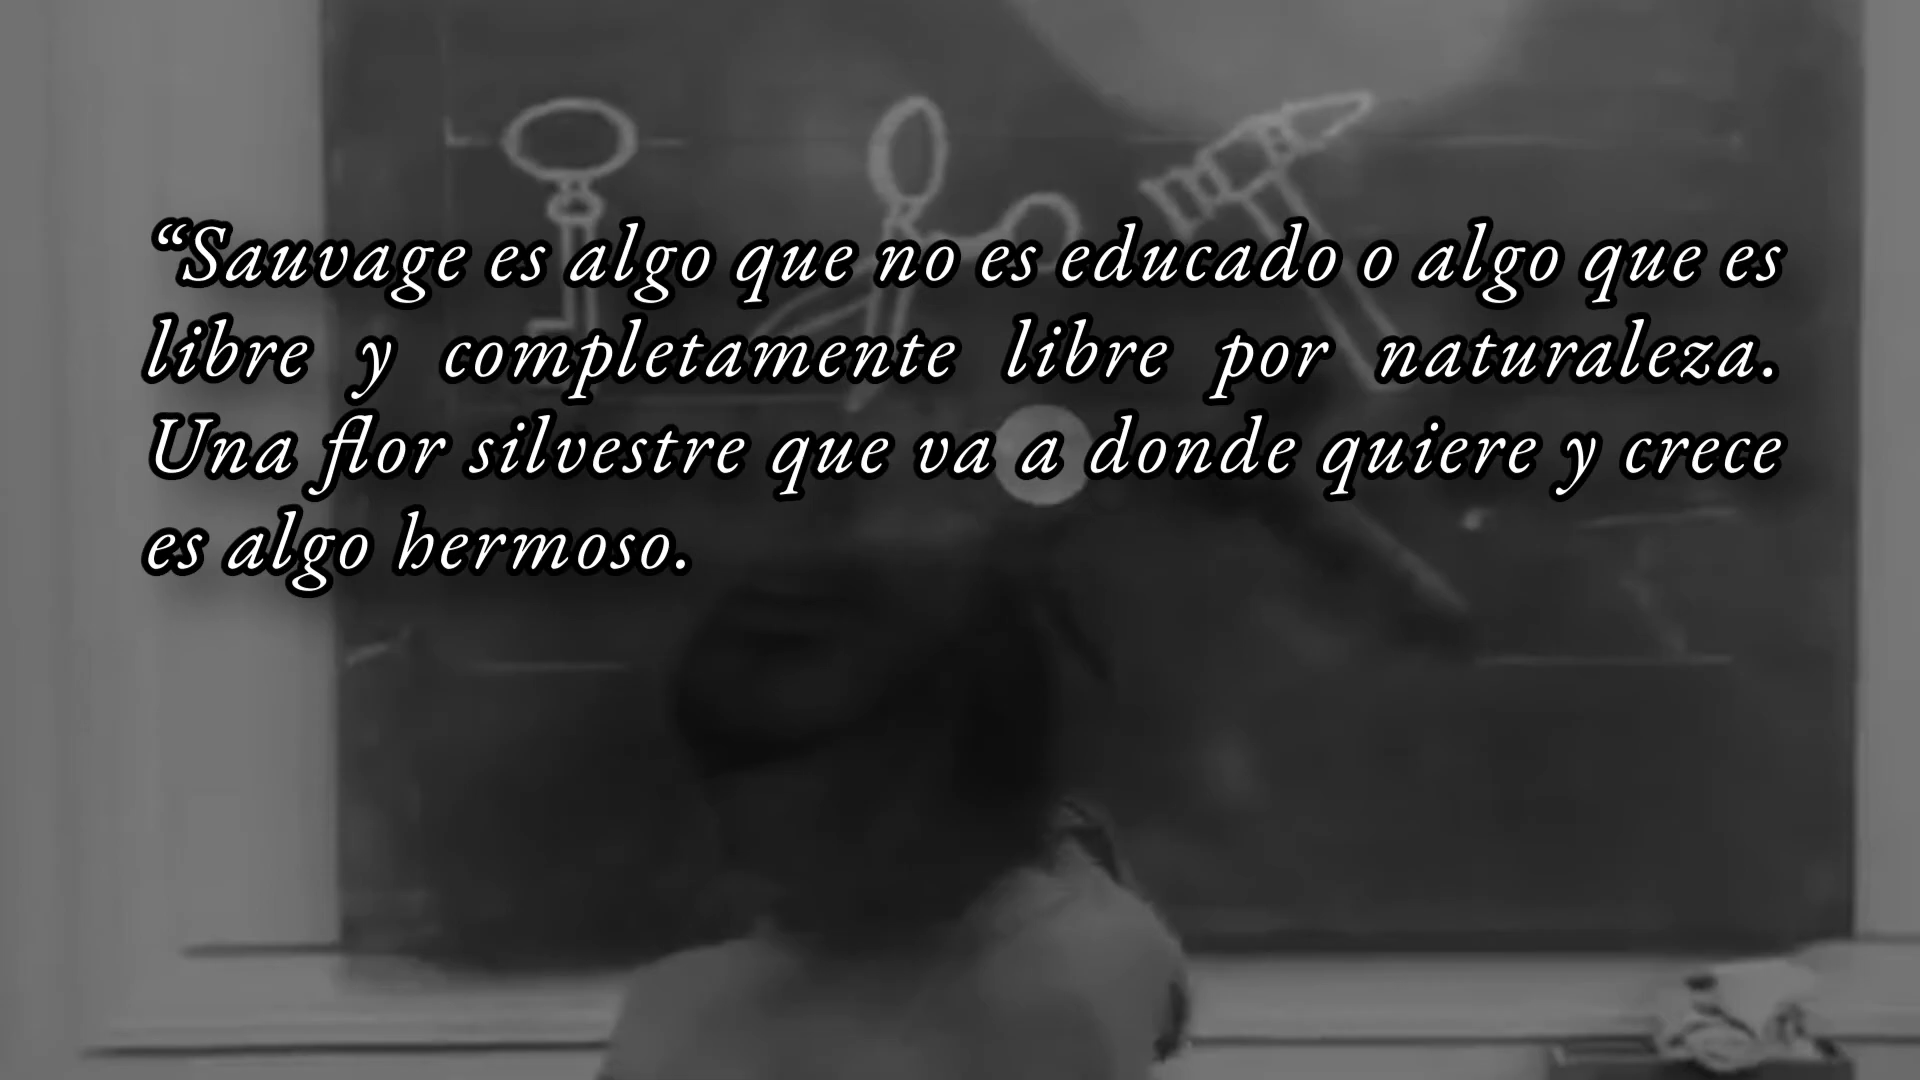 “Sauvage es algo que no es educado o algo que es
libre y completamente libre por naturaleza.
Una flor silvestre que va a donde quiere y crece
es algo hermoso.